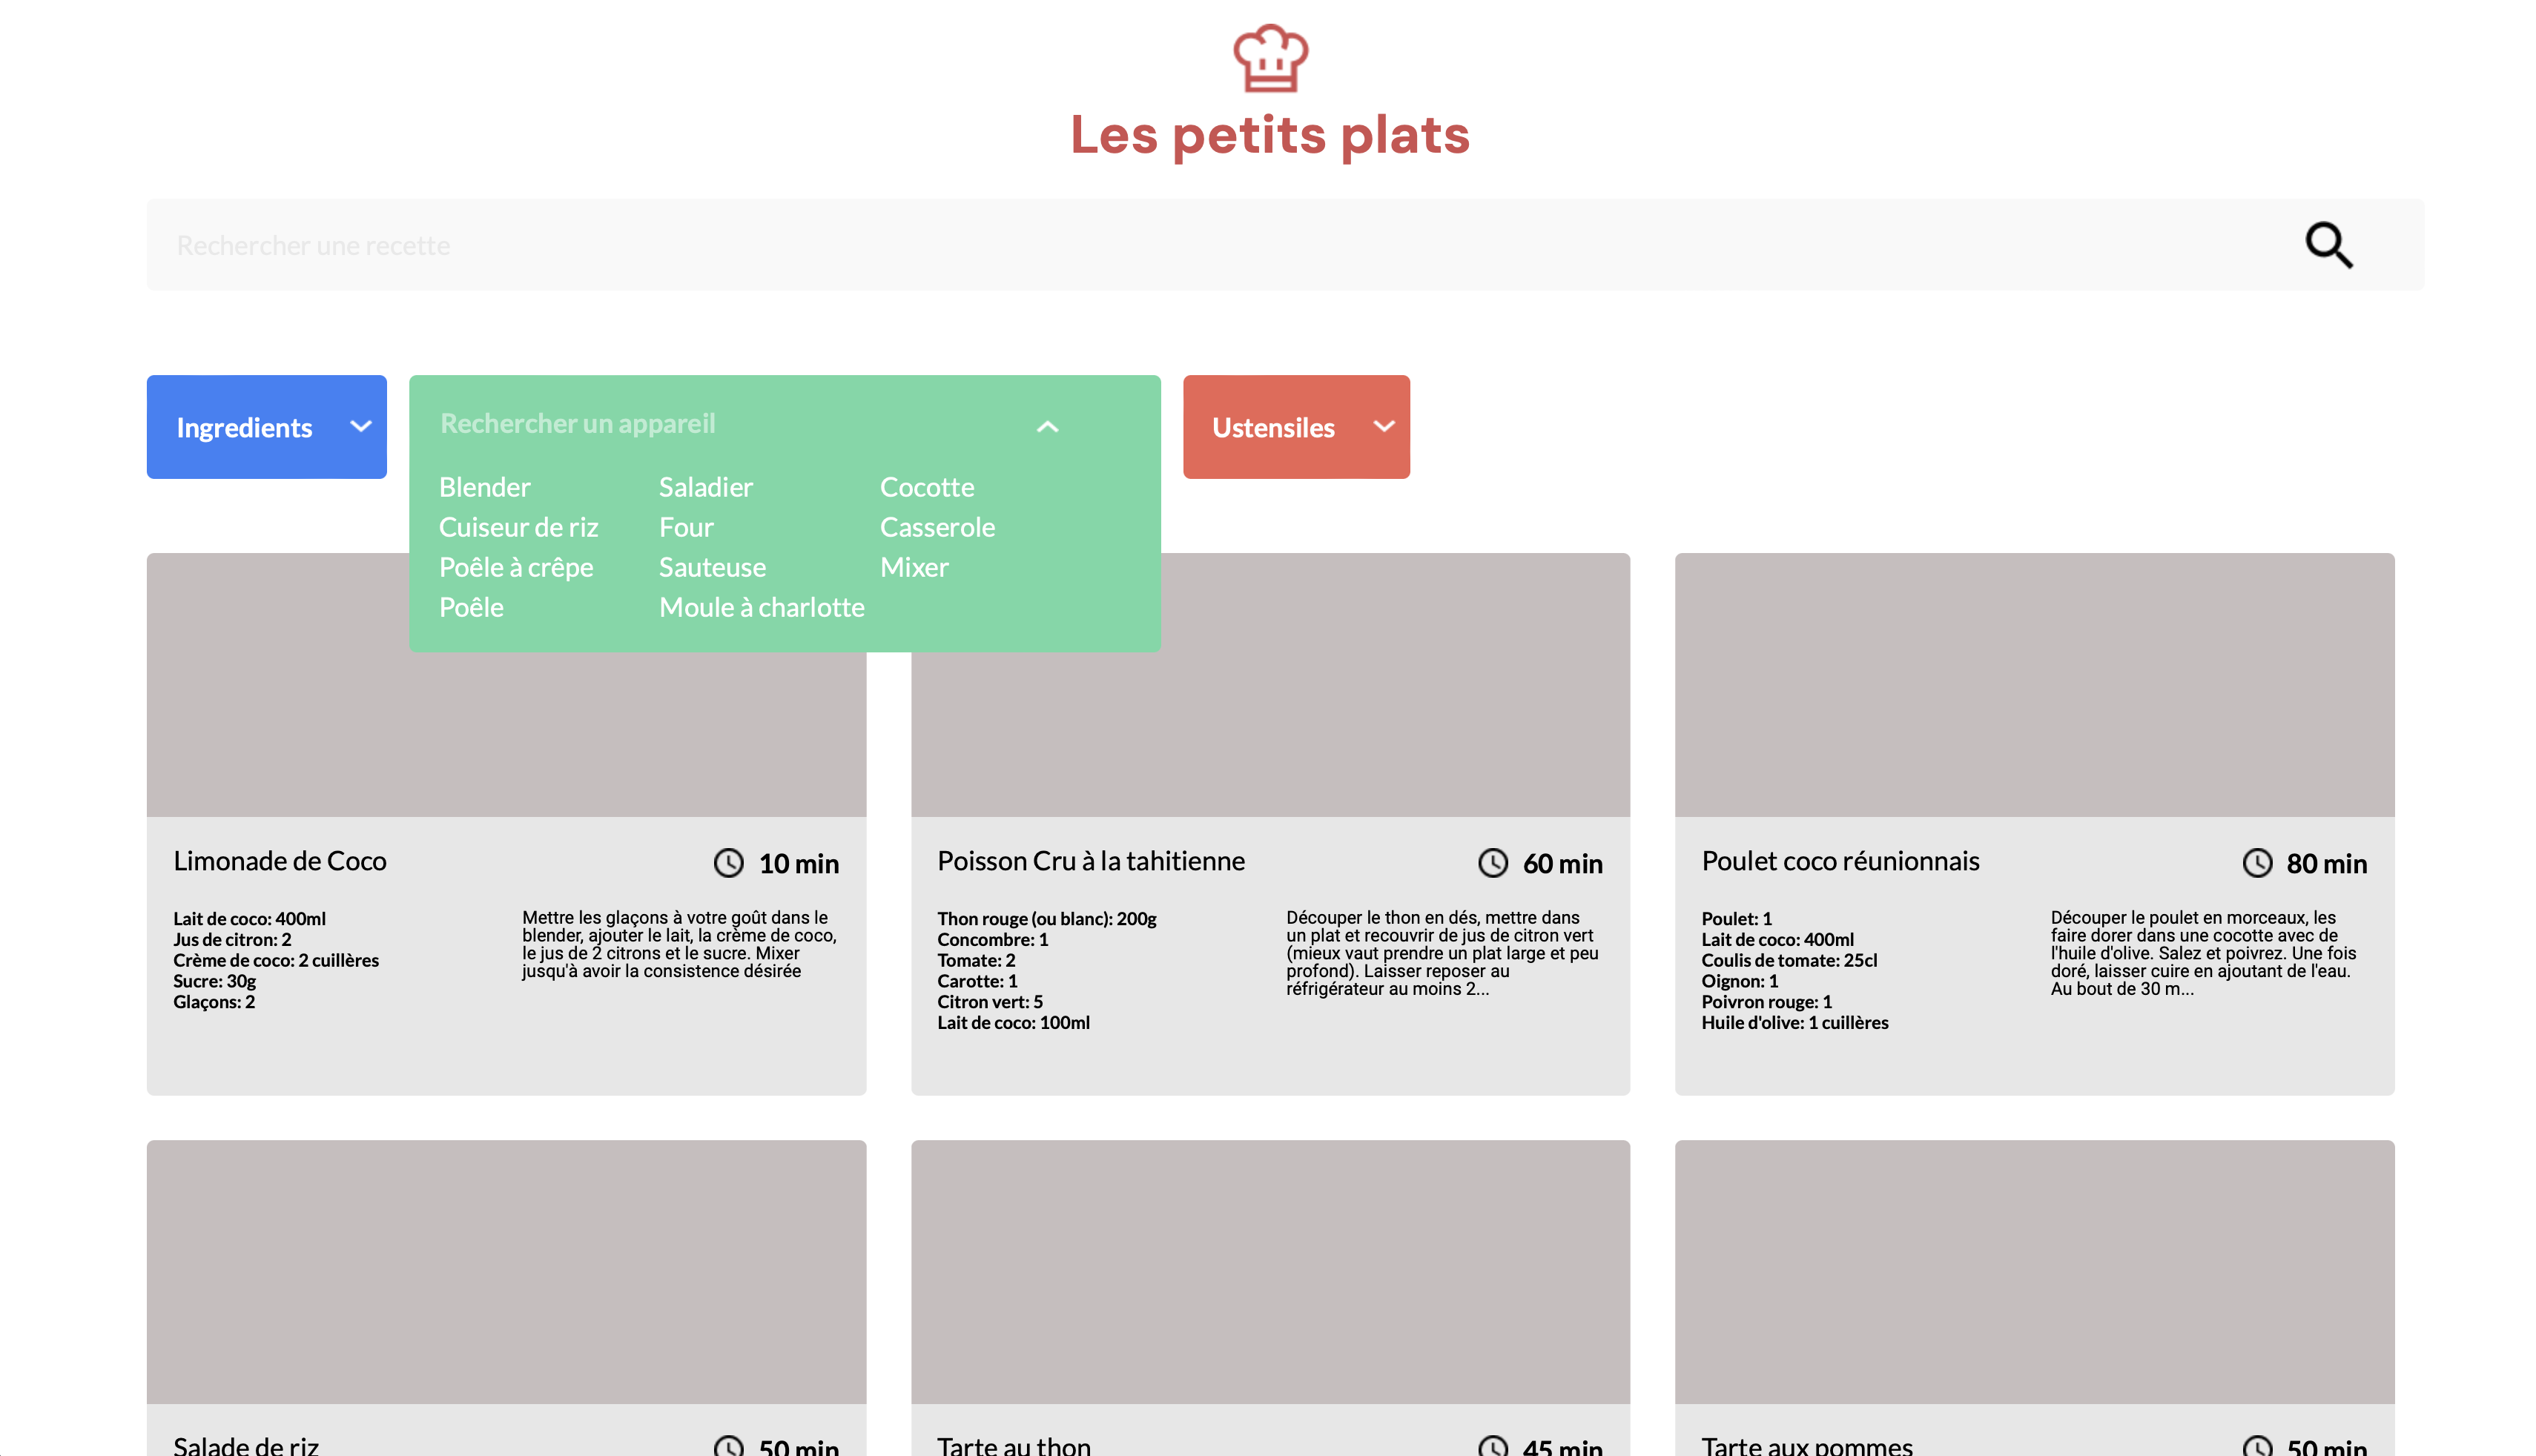 Les petits plats
Rechercher une recette
Ingredients
Rechercher un appareil
Blender Saladier Cocotte
Cuiseur de riz Four Casserole
Poêle à crêpe Sauteuse Mixer
Poêle Moule à charlotte
Ustensiles
Limonade de Coco 10 min
Lait de coco: 400ml
Jus de citron: 2
Crème de coco: 2 cuillères
Sucre: 30g
Glaçons: 2
Mettre les glaçons à votre goût dans le
blender, ajouter le lait, la crème de coco,
le jus de 2 citrons et le sucre. Mixer
jusqu'à avoir la consistence désirée
Poisson Cru à la tahitienne 60 min
Thon rouge (ou blanc): 200g
Concombre: 1
Tomate: 2
Carotte: 1
Citron vert: 5
Lait de coco: 100ml
Découper le thon en dés, mettre dans
un plat et recouvrir de jus de citron vert
(mieux vaut prendre un plat large et peu
profond). Laisser reposer au
réfrigérateur au moins 2...
Poulet coco réunionnais 80 min
Poulet: 1
Lait de coco: 400ml
Coulis de tomate: 25cl
Oignon: 1
Poivron rouge: 1
Huile d'olive: 1 cuillères
Découper le poulet en morceaux, les
faire dorer dans une cocotte avec de
l'huile d'olive. Salez et poivrez. Une fois
doré, laisser cuire en ajoutant de l'eau.
Au bout de 30 m...
Salade de riz 50 min
Tarte au thon 45 min
Tarte aux pommes 50 min